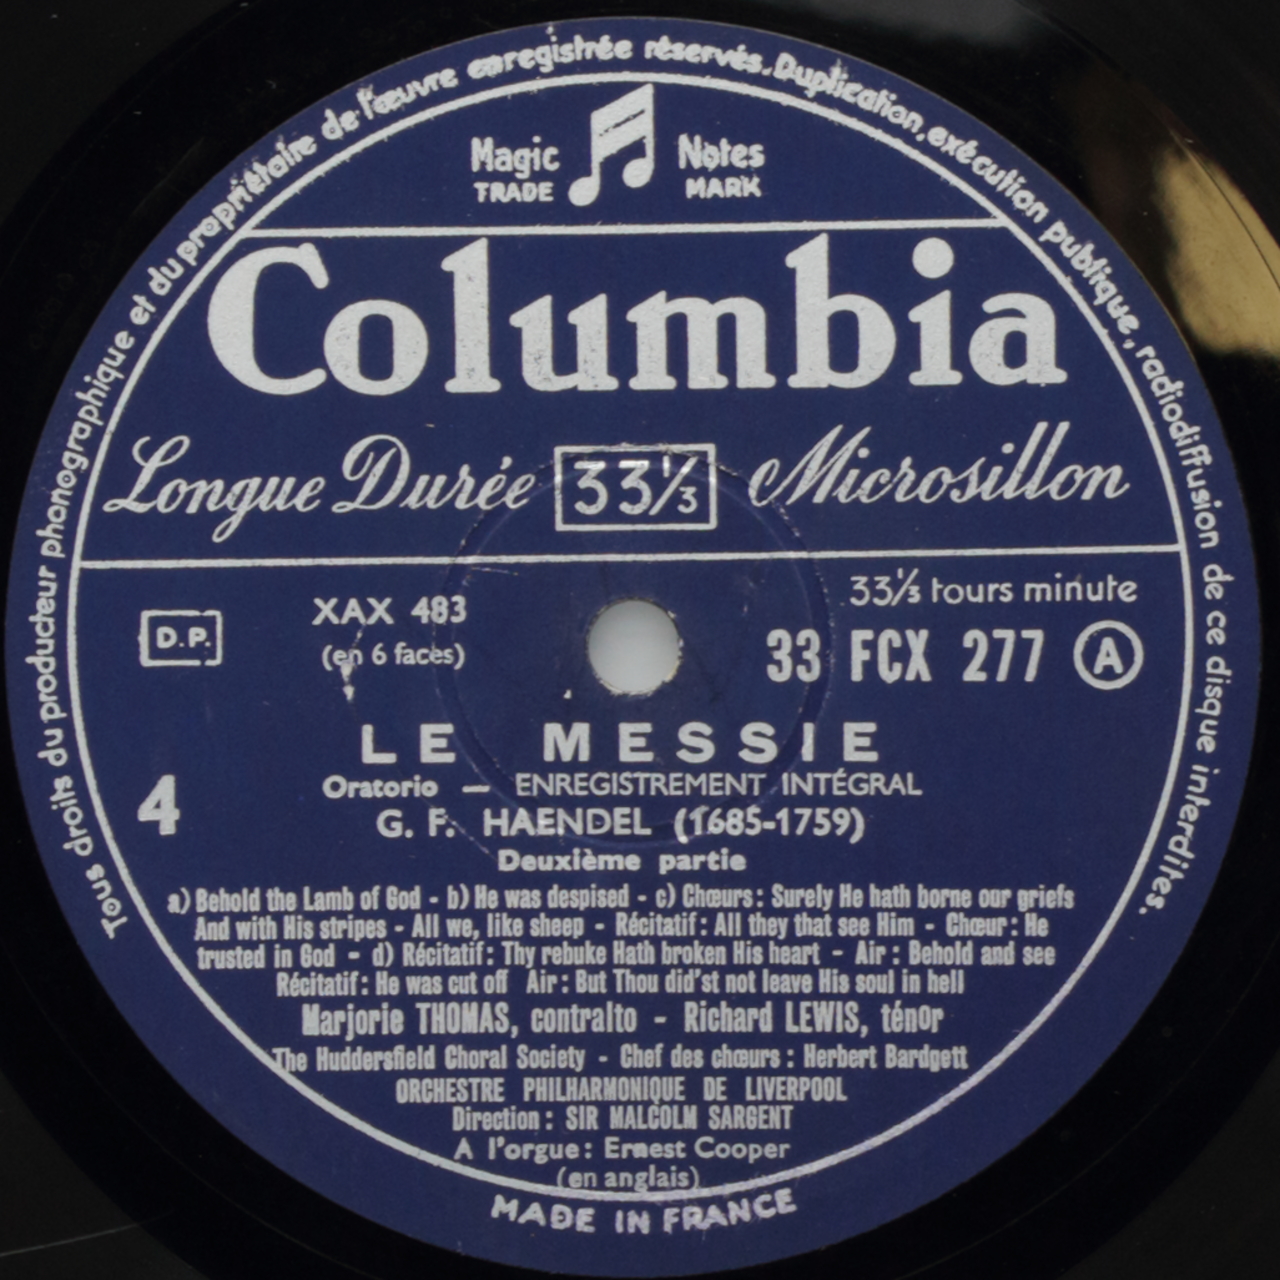 Tous droits du producteur phonographique et du propriétaire de l'œuvre enregistrée réservés. Duplication, exécution publique, radiodiffusion de ce disque interdites.
Magic Notes
TRADE MARK
Columbia
Longue Durée 33⅓ Microsillon
33⅓ tours minute
D.P. XAX 483
(en 6 faces)
33 FCX 277 A
LE MESSIE
Oratorio — ENREGISTREMENT INTÉGRAL
4
G. F. HAENDEL (1685-1759)
Deuxième partie
a) Behold the Lamb of God - b) He was despised - c) Chœurs : Surely He hath borne our griefs
And with His stripes - All we, like sheep - Récitatif : All they that see Him - Chœur : He
trusted in God - d) Récitatif : Thy rebuke Hath broken His heart - Air : Behold and see
Récitatif : He was cut off Air : But Thou did'st not leave His soul in hell
Marjorie THOMAS, contralto - Richard LEWIS, ténor
The Huddersfield Choral Society - Chef des chœurs : Herbert Bardgett
ORCHESTRE PHILHARMONIQUE DE LIVERPOOL
Direction : SIR MALCOLM SARGENT
A l'orgue : Ernest Cooper
(en anglais)
MADE IN FRANCE